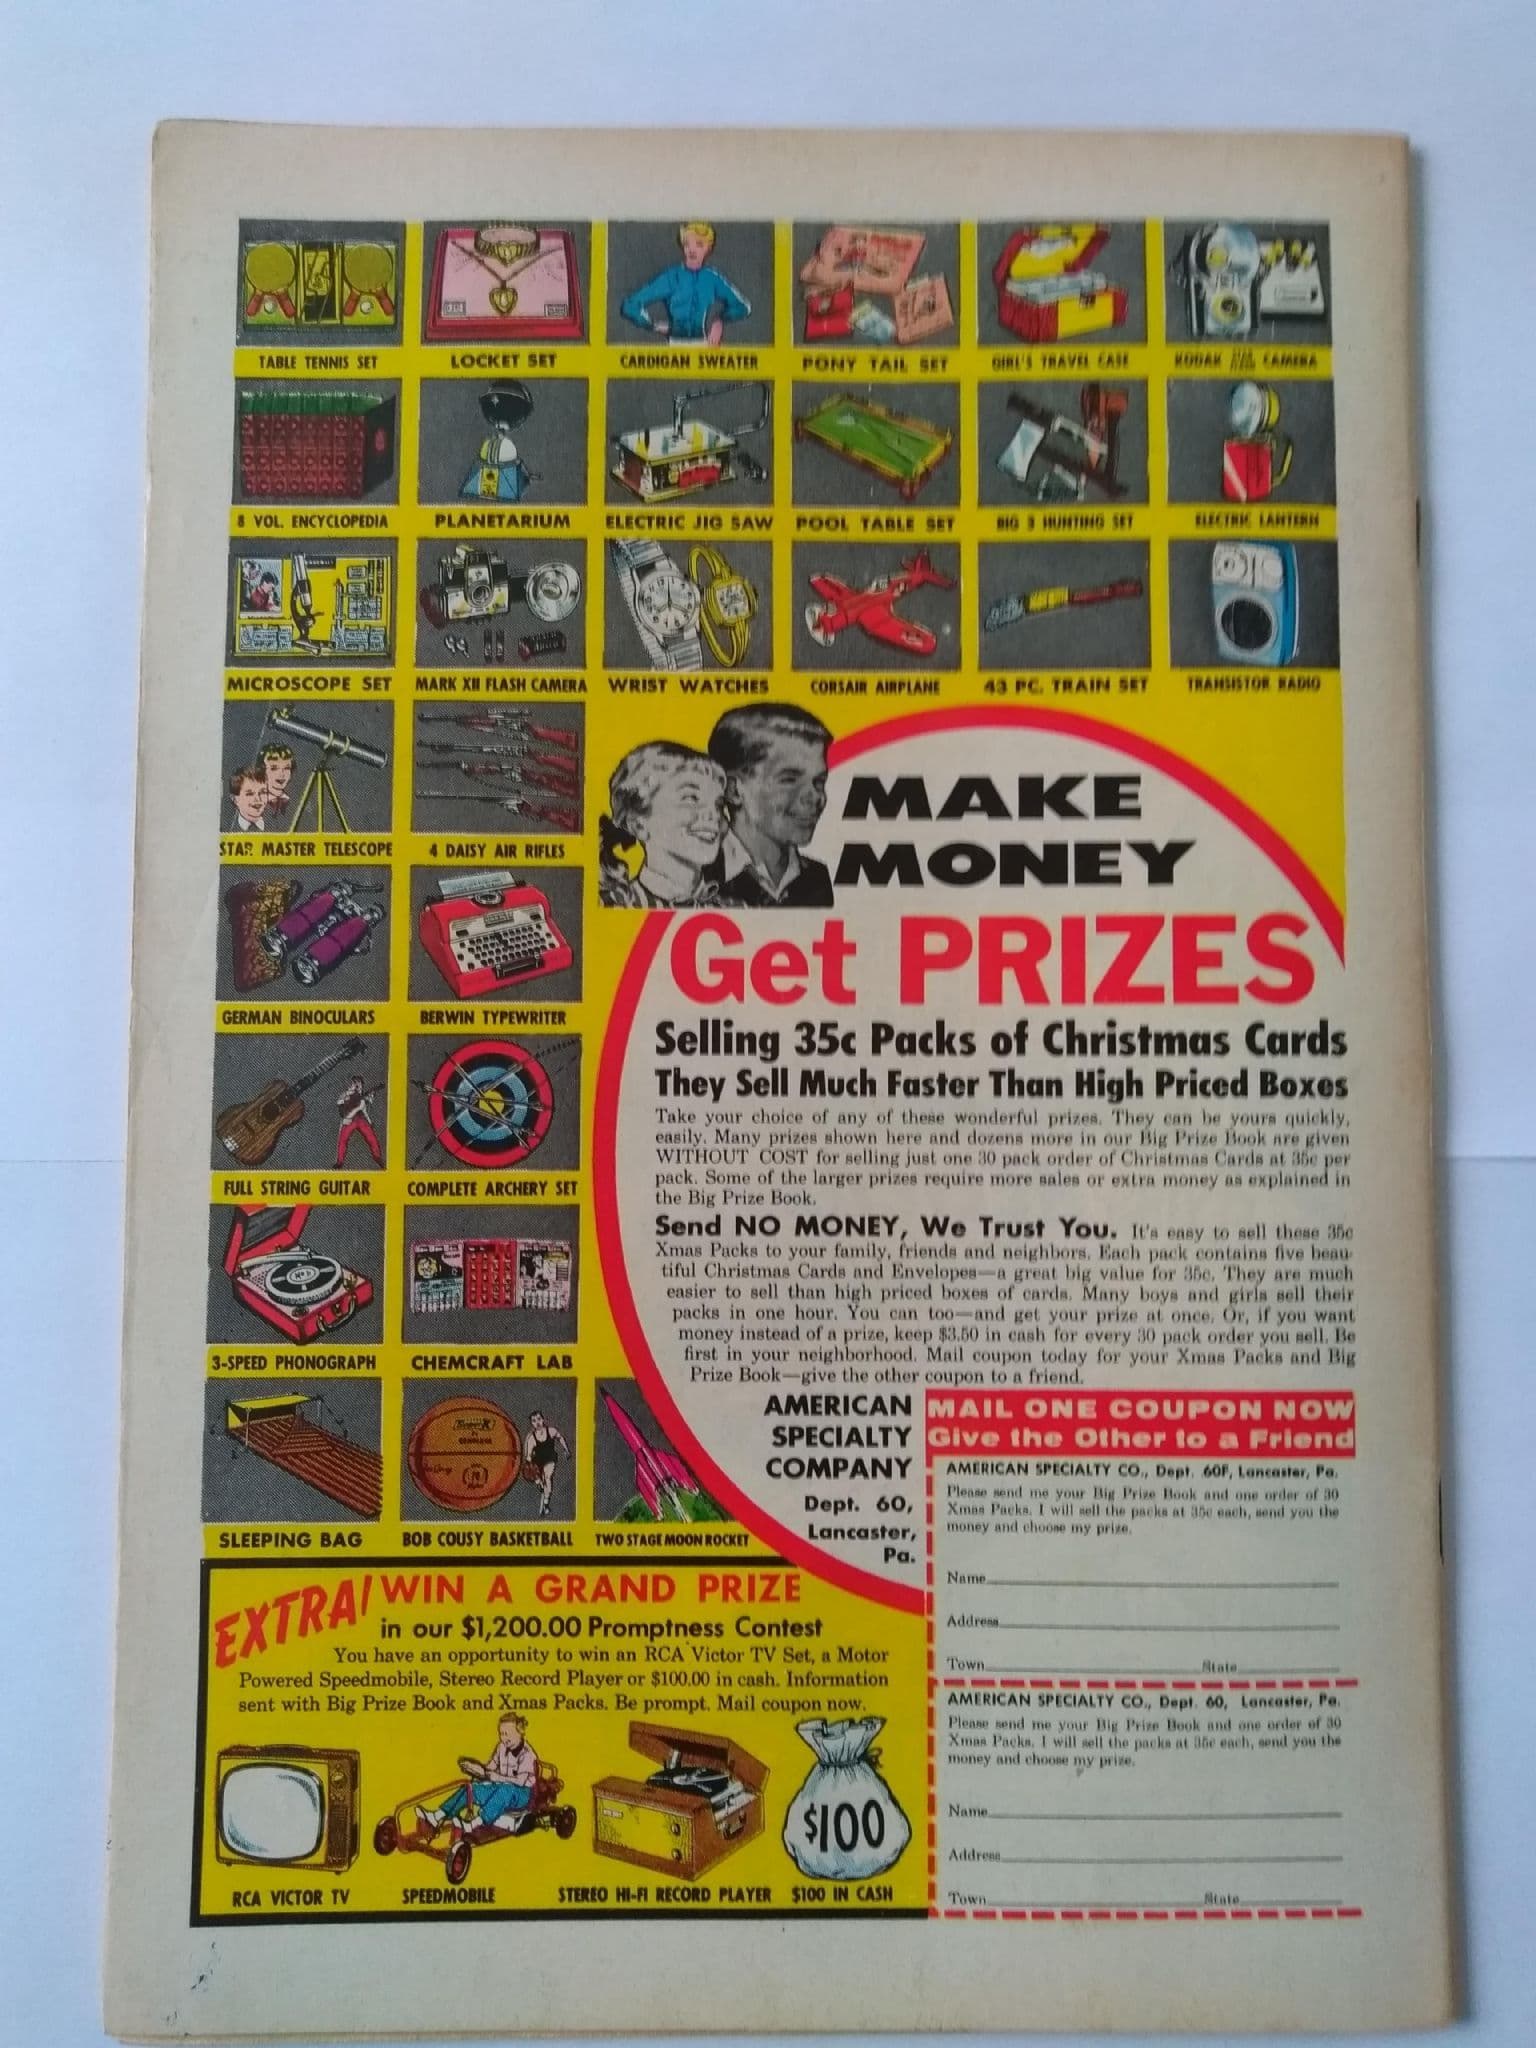 TABLE TENNIS SET
LOCKET SET
CARDIGAN SWEATER
PONY TAIL SET
GIRL'S TRAVEL CASE
KODAK CAMERA
8 VOL. ENCYCLOPEDIA
PLANETARIUM
ELECTRIC JIG SAW
POOL TABLE SET
BIG 3 HUNTING SET
ELECTRIC LANTERN
MICROSCOPE SET
MARK XII FLASH CAMERA
WRIST WATCHES
CORSAIR AIRPLANE
43 PC. TRAIN SET
TRANSISTOR RADIO
STAR MASTER TELESCOPE
4 DAISY AIR RIFLES
GERMAN BINOCULARS
BERWIN TYPEWRITER
FULL STRING GUITAR
COMPLETE ARCHERY SET
3-SPEED PHONOGRAPH
CHEMCRAFT LAB
SLEEPING BAG
BOB COUSY BASKETBALL
TWO STAGE MOON ROCKET
MAKE
MONEY
Get PRIZES
Selling 35c Packs of Christmas Cards
They Sell Much Faster Than High Priced Boxes
Take your choice of any of these wonderful prizes. They can be yours quickly,
easily. Many prizes shown here and dozens more in our Big Prize Book are given
WITHOUT COST for selling just one 30 pack order of Christmas Cards at 35c per
pack. Some of the larger prizes require more sales or extra money as explained in
the Big Prize Book.
Send NO MONEY, We Trust You. It's easy to sell these 35c
Xmas Packs to your family, friends and neighbors. Each pack contains five beau-
tiful Christmas Cards and Envelopes—a great big value for 35c. They are much
easier to sell than high priced boxes of cards. Many boys and girls sell their
packs in one hour. You can too—and get your prize at once. Or, if you want
money instead of a prize, keep $3.50 in cash for every 30 pack order you sell. Be
first in your neighborhood. Mail coupon today for your Xmas Packs and Big
Prize Book—give the other coupon to a friend.
AMERICAN
SPECIALTY
COMPANY
Dept. 60,
Lancaster,
Pa.
MAIL ONE COUPON NOW
Give the Other to a Friend
AMERICAN SPECIALTY CO., Dept. 60F, Lancaster, Pa.
Please send me your Big Prize Book and one order of 30
Xmas Packs. I will sell the packs at 35c each, send you the
money and choose my prize.
Name
Address
Town State
AMERICAN SPECIALTY CO., Dept. 60, Lancaster, Pa.
Please send me your Big Prize Book and one order of 30
Xmas Packs. I will sell the packs at 35c each, send you the
money and choose my prize.
Name
Address
Town State
EXTRA! WIN A GRAND PRIZE
in our $1,200.00 Promptness Contest
You have an opportunity to win an RCA Victor TV Set, a Motor
Powered Speedmobile, Stereo Record Player or $100.00 in cash. Information
sent with Big Prize Book and Xmas Packs. Be prompt. Mail coupon now.
$100
RCA VICTOR TV
SPEEDMOBILE
STEREO HI-FI RECORD PLAYER
$100 IN CASH